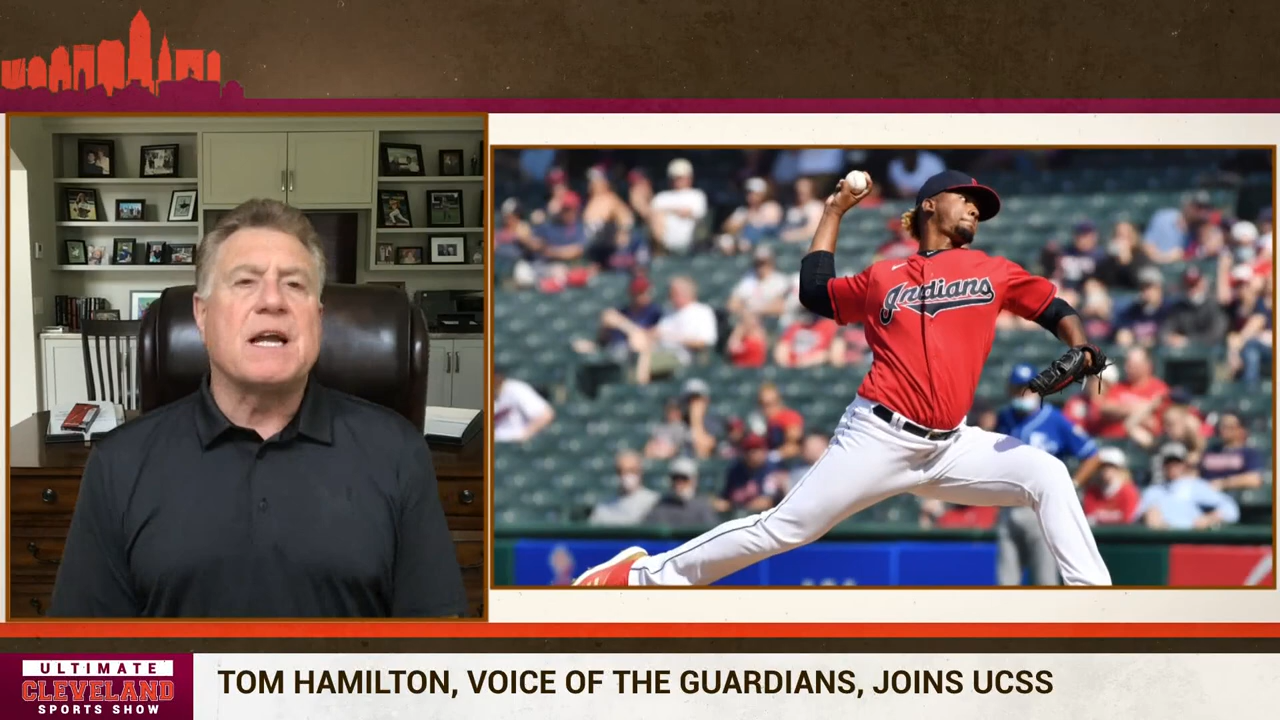 Indians
ULTIMATE
CLEVELAND
SPORTS SHOW
TOM HAMILTON, VOICE OF THE GUARDIANS, JOINS UCSS